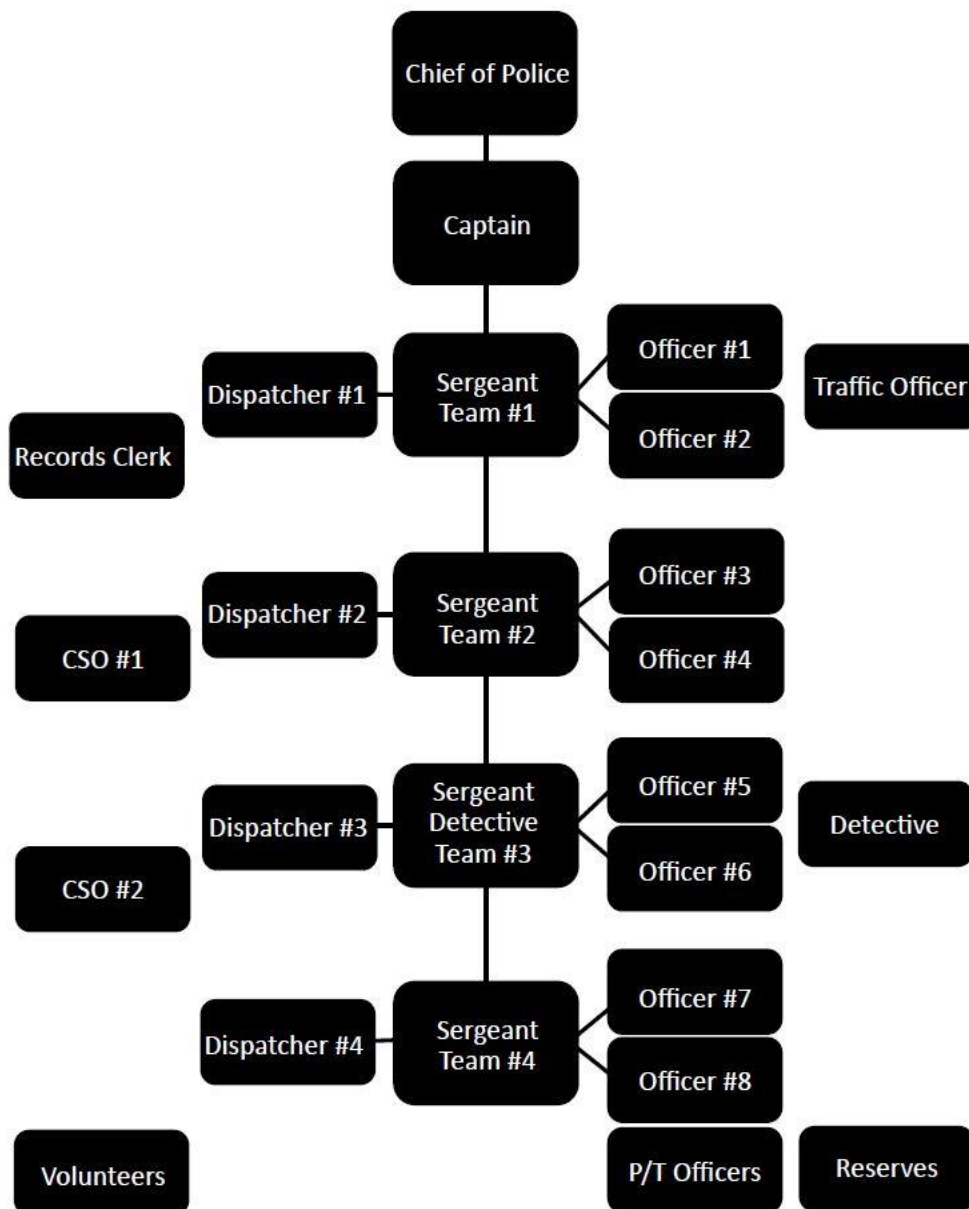 Chief of Police
Captain
Officer #1
Dispatcher #1
Sergeant
Team #1
Traffic Officer
Officer #2
Records Clerk
Officer #3
Dispatcher #2
Sergeant
Team #2
Officer #4
CSO #1
Officer #5
Dispatcher #3
Sergeant
Detective
Team #3
Detective
Officer #6
CSO #2
Officer #7
Dispatcher #4
Sergeant
Team #4
Officer #8
Volunteers
P/T Officers
Reserves